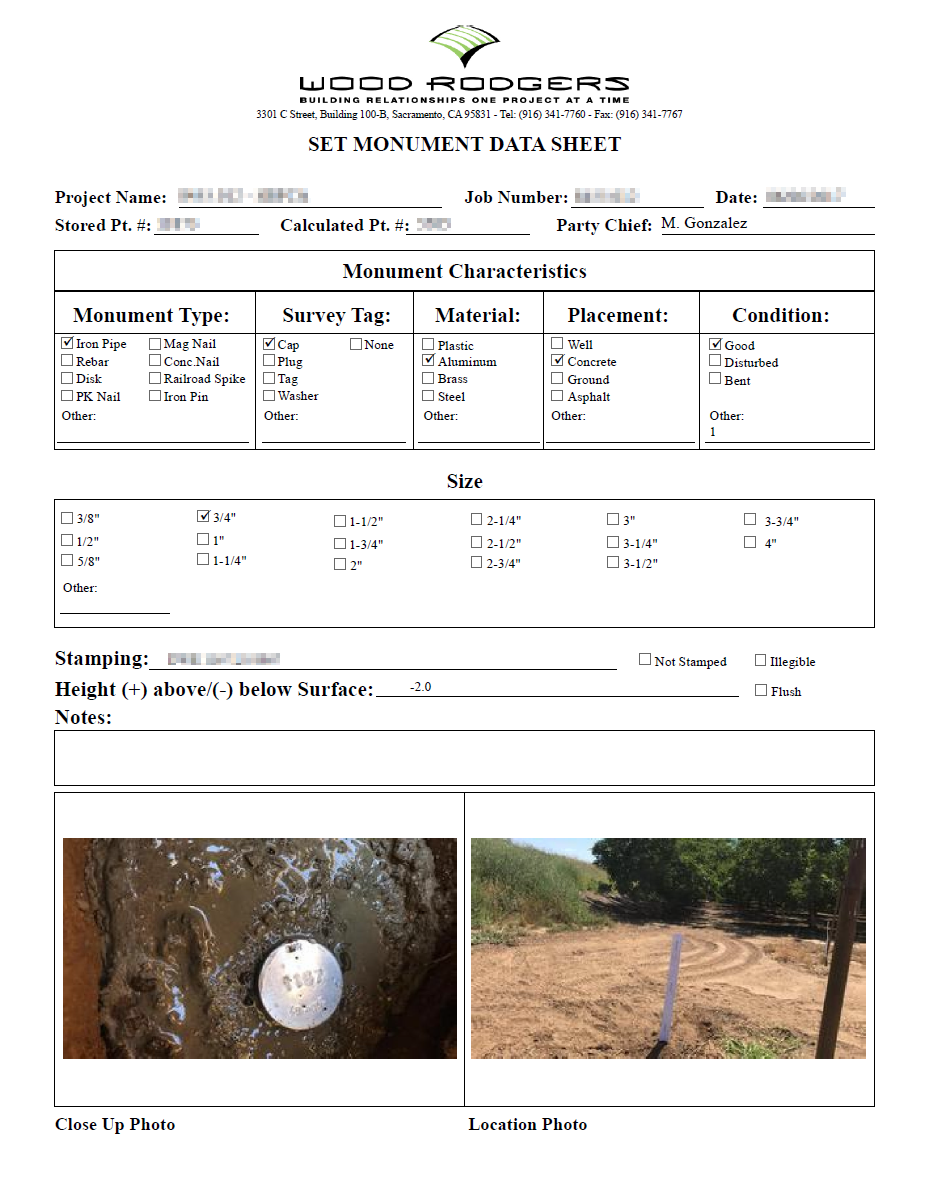 WOOD RODGERS
BUILDING RELATIONSHIPS ONE PROJECT AT A TIME
3301 C Street, Building 100-B, Sacramento, CA 95831 - Tel: (916) 341-7760 - Fax: (916) 341-7767
SET MONUMENT DATA SHEET
Project Name: Job Number: Date:
Stored Pt. #: Calculated Pt. #: Party Chief: M. Gonzalez
Monument Characteristics
Monument Type: Survey Tag: Material: Placement: Condition:
Iron Pipe Mag Nail Cap None Plastic Well Good
Rebar Conc.Nail Plug Aluminum Concrete Disturbed
Disk Railroad Spike Tag Brass Ground Bent
PK Nail Iron Pin Washer Steel Asphalt
Other: Other: Other: Other: Other:
1
Size
3/8" 3/4" 1-1/2" 2-1/4" 3" 3-3/4"
1/2" 1" 1-3/4" 2-1/2" 3-1/4" 4"
5/8" 1-1/4" 2" 2-3/4" 3-1/2"
Other:
Stamping: Not Stamped Illegible
Height (+) above/(-) below Surface: -2.0 Flush
Notes:
Close Up Photo Location Photo